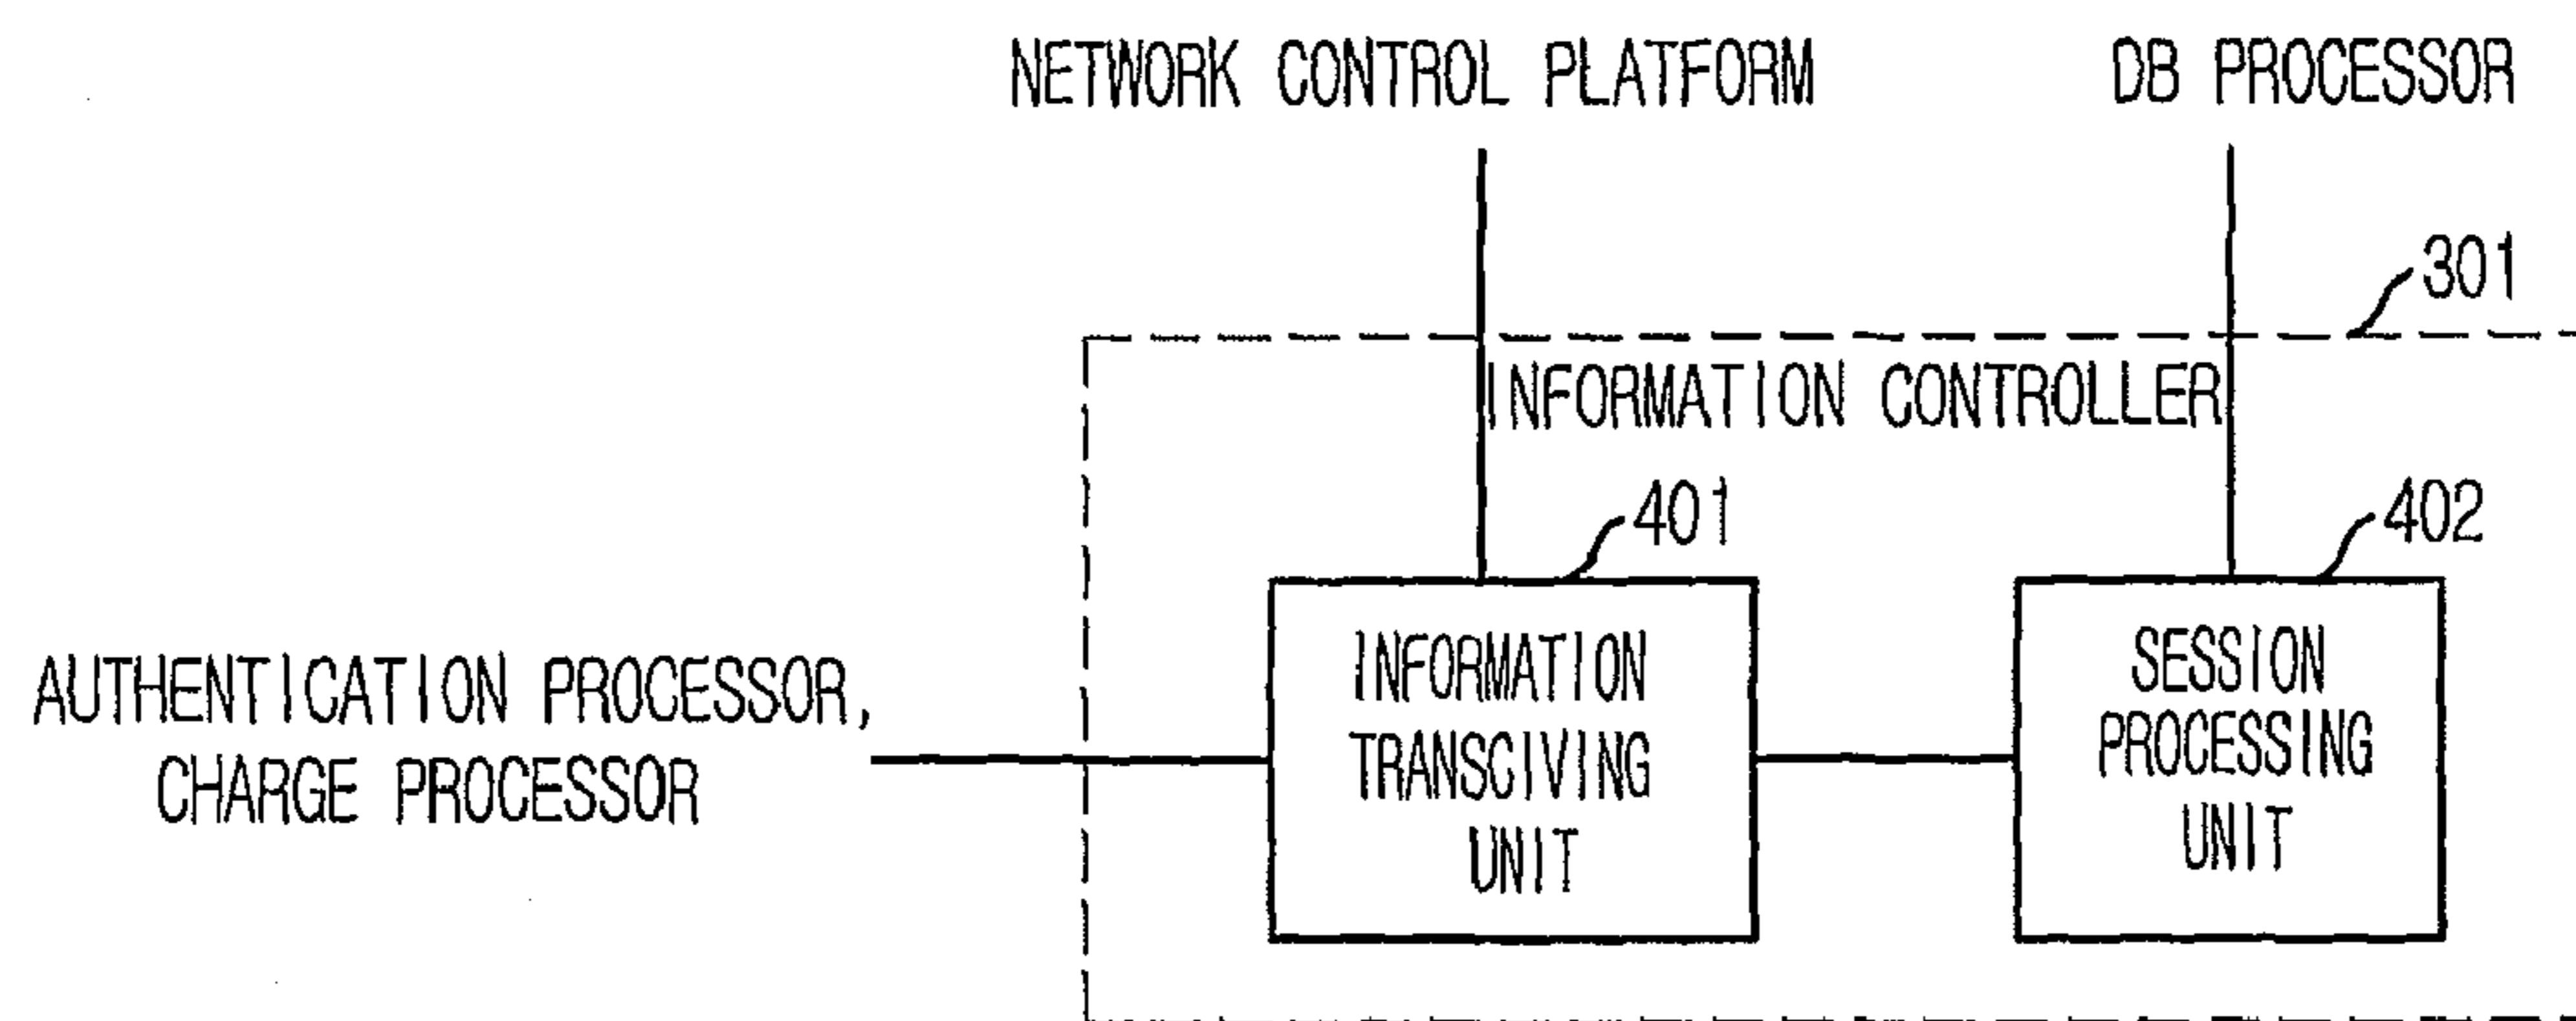 NETWORK CONTROL PLATFORM
DB PROCESSOR
301
INFORMATION CONTROLLER
401
402
AUTHENTICATION PROCESSOR,
CHARGE PROCESSOR
INFORMATION
TRANSCIVING
UNIT
SESSION
PROCESSING
UNIT